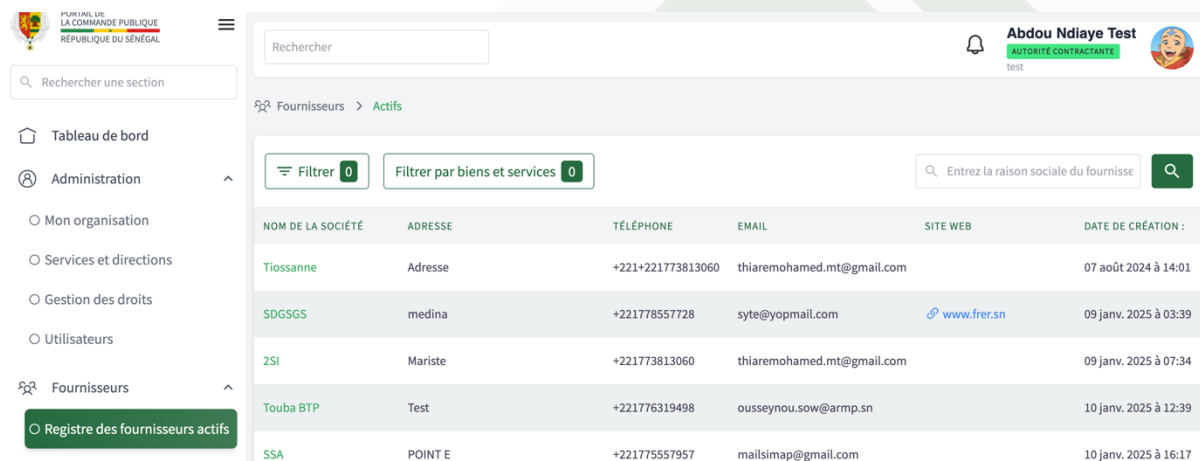 PORTAIL DE
LA COMMANDE PUBLIQUE
RÉPUBLIQUE DU SÉNÉGAL
Rechercher une section
Tableau de bord
Administration
Mon organisation
Services et directions
Gestion des droits
Utilisateurs
Fournisseurs
Registre des fournisseurs actifs
Rechercher
Abdou Ndiaye Test
AUTORITÉ CONTRACTANTE
test
Fournisseurs > Actifs
Filtrer 0 Filtrer par biens et services 0 Entrez la raison sociale du fournisse
NOM DE LA SOCIÉTÉ ADRESSE TÉLÉPHONE EMAIL SITE WEB DATE DE CRÉATION :
Tiossanne Adresse +221+221773813060 thiaremohamed.mt@gmail.com 07 août 2024 à 14:01
SDGSGS medina +221778557728 syte@yopmail.com www.frer.sn 09 janv. 2025 à 03:39
2SI Mariste +221773813060 thiaremohamed.mt@gmail.com 09 janv. 2025 à 07:34
Touba BTP Test +221776319498 ousseynou.sow@armp.sn 10 janv. 2025 à 12:39
SSA POINT E +221775557957 mailsimap@gmail.com 10 janv. 2025 à 16:17